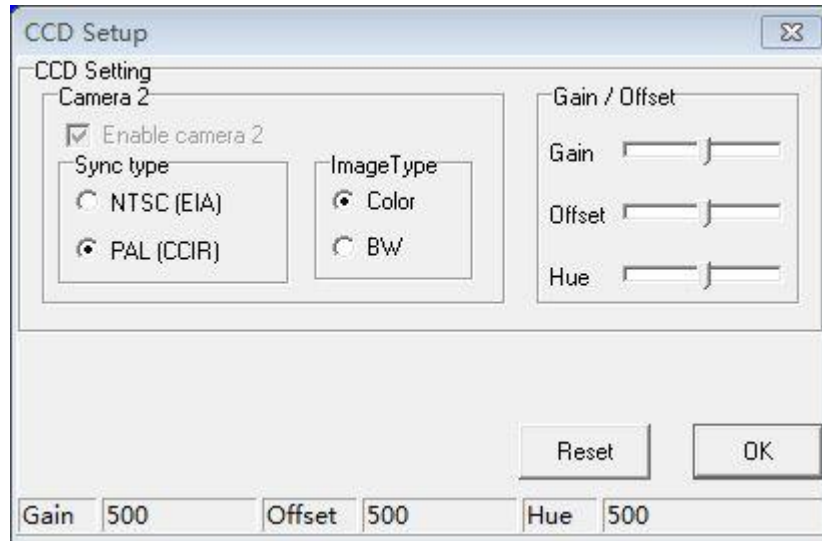 CCD Setup
CCD Setting
Camera 2
Enable camera 2
Sync type
NTSC (EIA)
PAL (CCIR)
ImageType
Color
BW
Gain / Offset
Gain
Offset
Hue
Reset OK
Gain 500 Offset 500 Hue 500